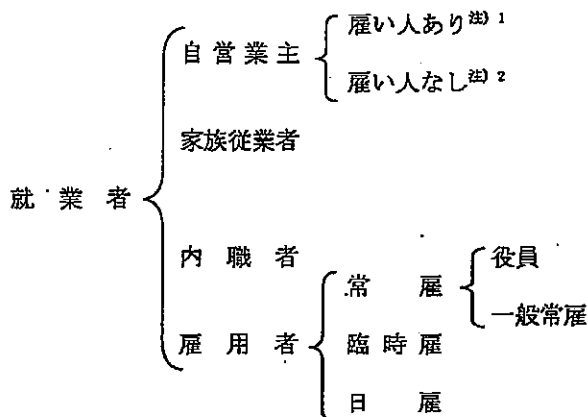 雇い人あり注)1
自営業主
雇い人なし注)2
家族従業者
就業者
内職者
役員
常雇
一般常雇
雇用者
臨時雇
日雇